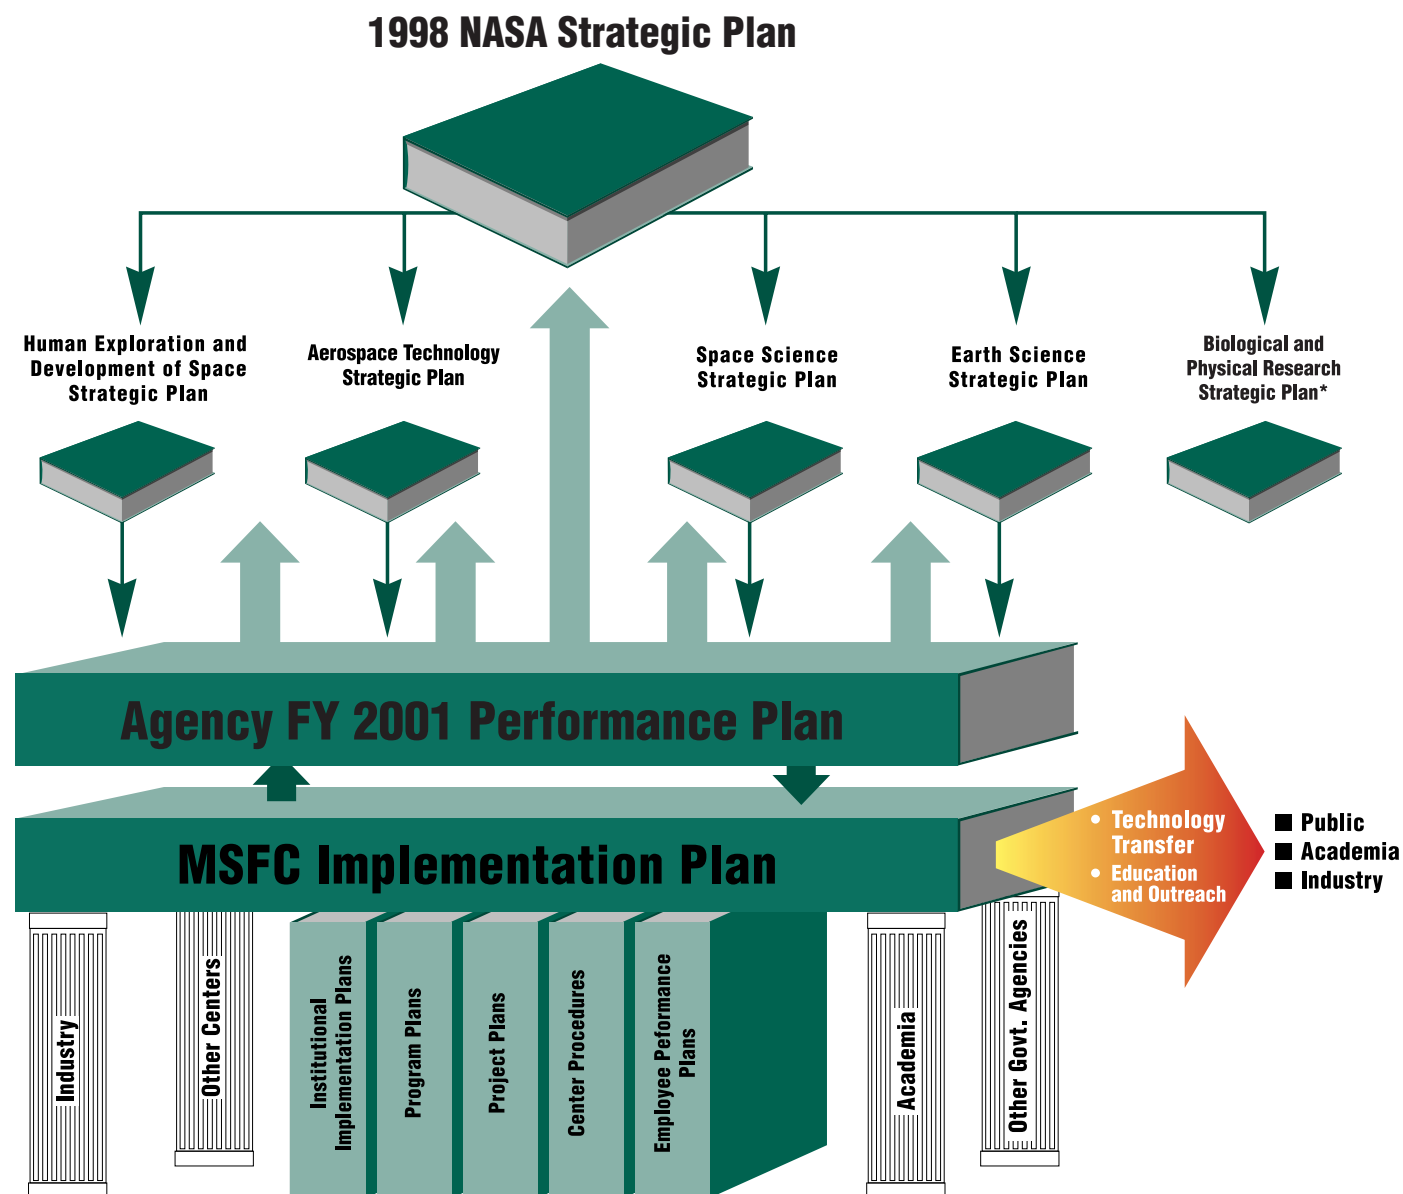 1998 NASA Strategic Plan
Human Exploration and
Development of Space
Strategic Plan
Aerospace Technology
Strategic Plan
Space Science
Strategic Plan
Earth Science
Strategic Plan
Biological and
Physical Research
Strategic Plan*
Agency FY 2001 Performance Plan
MSFC Implementation Plan
• Technology
Transfer
• Education
and Outreach
■ Public
■ Academia
■ Industry
Industry
Other Centers
Institutional
Implementation Plans
Program Plans
Project Plans
Center Procedures
Employee Peformance
Plans
Academia
Other Govt. Agencies